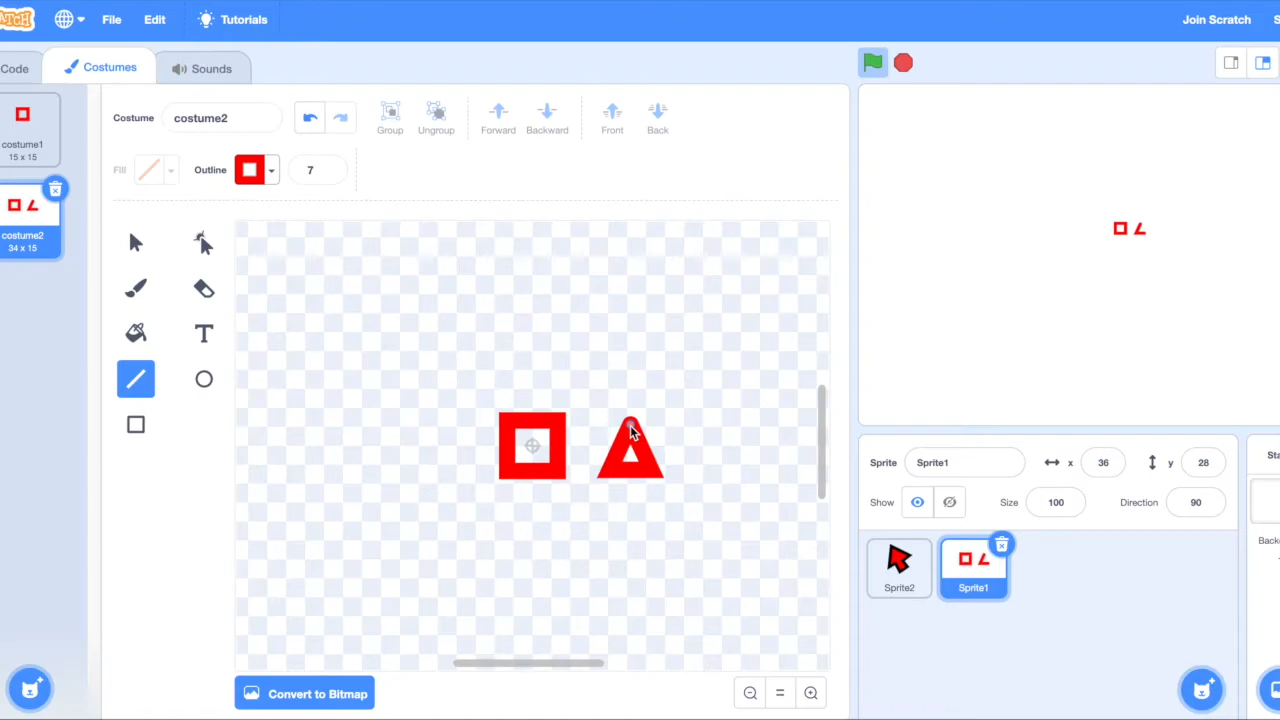 ATCH File Edit Tutorials Join Scratch
Code Costumes Sounds
Costume costume2 Group Ungroup Forward Backward Front Back
costume1
15 x 15
Fill Outline 7
costume2
34 x 15
Sprite Sprite1 x 36 y 28
Show Size 100 Direction 90
Sprite2 Sprite1
Convert to Bitmap